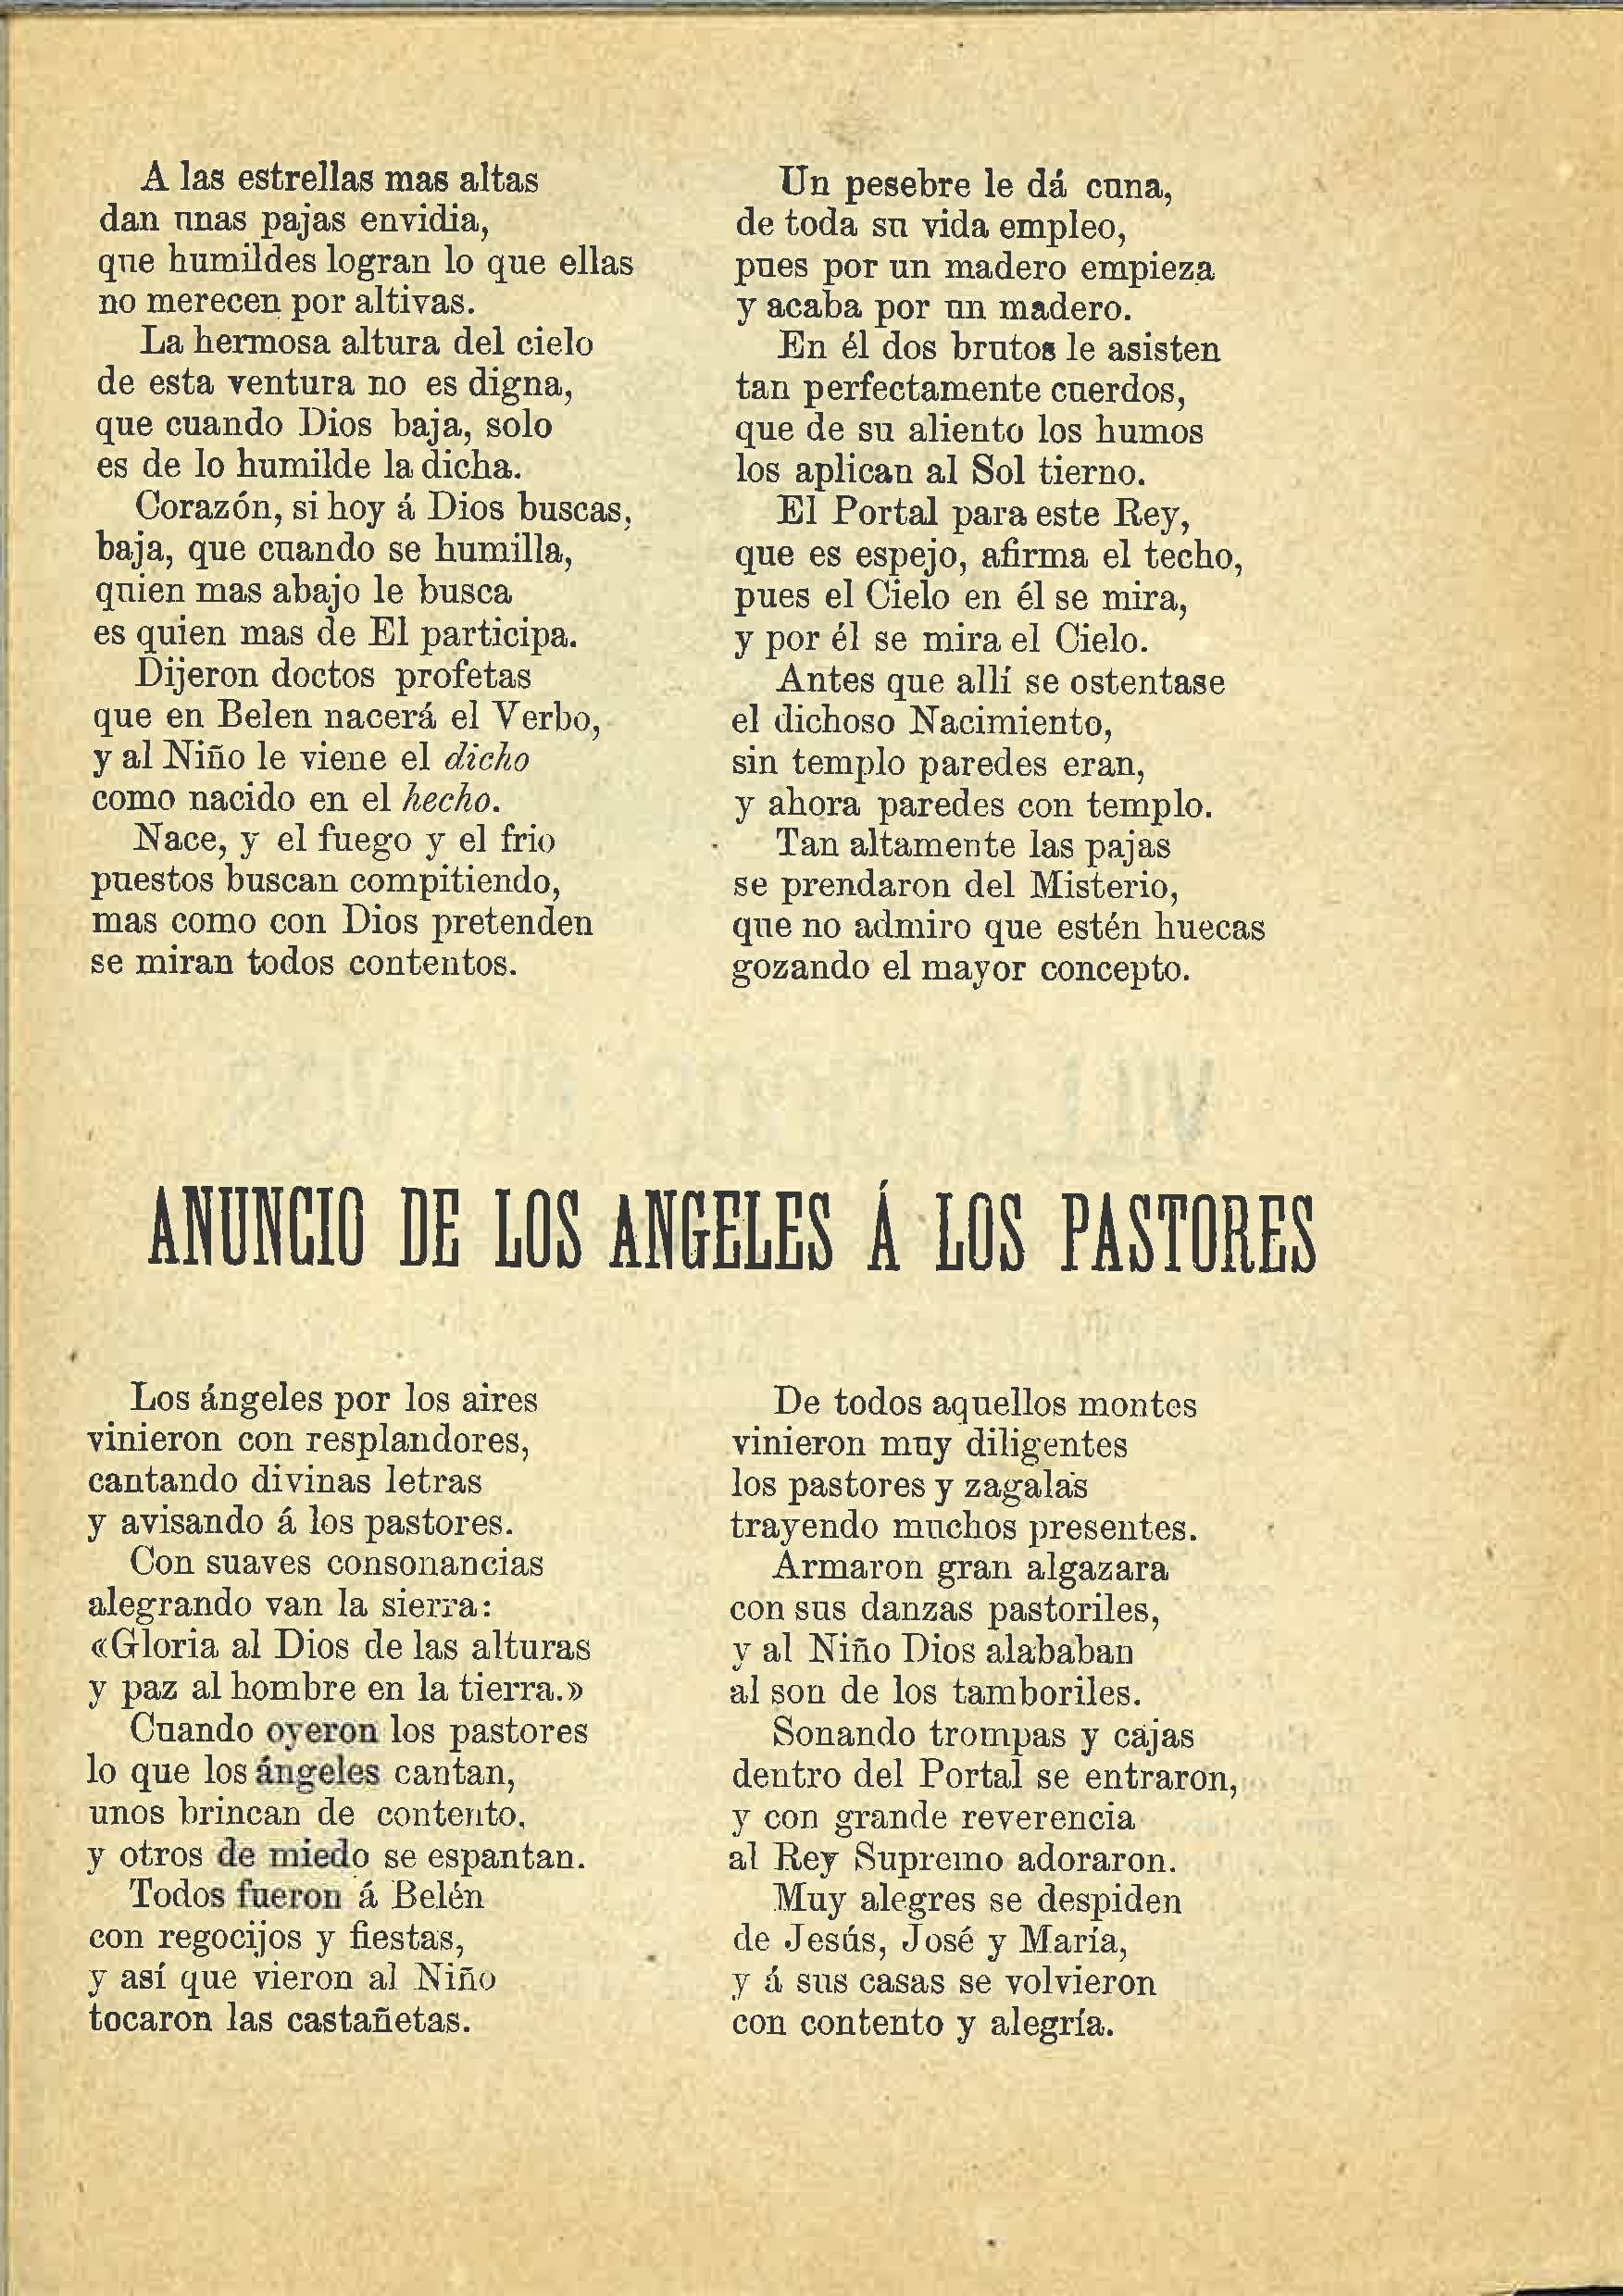 A las estrellas mas altas
dan unas pajas envidia,
que humildes logran lo que ellas
no merecen por altivas.
La hermosa altura del cielo
de esta ventura no es digna,
que cuando Dios baja, solo
es de lo humilde la dicha.
Corazón, si hoy á Dios buscas,
baja, que cuando se humilla,
quien mas abajo le busca
es quien mas de El participa.
Dijeron doctos profetas
que en Belen nacerá el Verbo,
y al Niño le viene el dicho
como nacido en el hecho.
Nace, y el fuego y el frio
puestos buscan compitiendo,
mas como con Dios pretenden
se miran todos contentos.
Un pesebre le dá cuna,
de toda su vida empleo,
pues por un madero empieza
y acaba por un madero.
En él dos brutos le asisten
tan perfectamente cuerdos,
que de su aliento los humos
los aplican al Sol tierno.
El Portal para este Rey,
que es espejo, afirma el techo,
pues el Cielo en él se mira,
y por él se mira el Cielo.
Antes que allí se ostentase
el dichoso Nacimiento,
sin templo paredes eran,
y ahora paredes con templo.
Tan altamente las pajas
se prendaron del Misterio,
que no admiro que estén huecas
gozando el mayor concepto.
ANUNCIO DE LOS ANGELES Á LOS PASTORES
Los ángeles por los aires
vinieron con resplandores,
cantando divinas letras
y avisando á los pastores.
Con suaves consonancias
alegrando van la sierra:
«Gloria al Dios de las alturas
y paz al hombre en la tierra.»
Cuando oyeron los pastores
lo que los ángeles cantan,
unos brincan de contento,
y otros de miedo se espantan.
Todos fueron á Belén
con regocijos y fiestas,
y así que vieron al Niño
tocaron las castañetas.
De todos aquellos montes
vinieron muy diligentes
los pastores y zagalas
trayendo muchos presentes.
Armaron gran algazara
con sus danzas pastoriles,
y al Niño Dios alababan
al son de los tamboriles.
Sonando trompas y cajas
dentro del Portal se entraron,
y con grande reverencia
al Rey Supremo adoraron.
Muy alegres se despiden
de Jesús, José y María,
y á sus casas se volvieron
con contento y alegría.